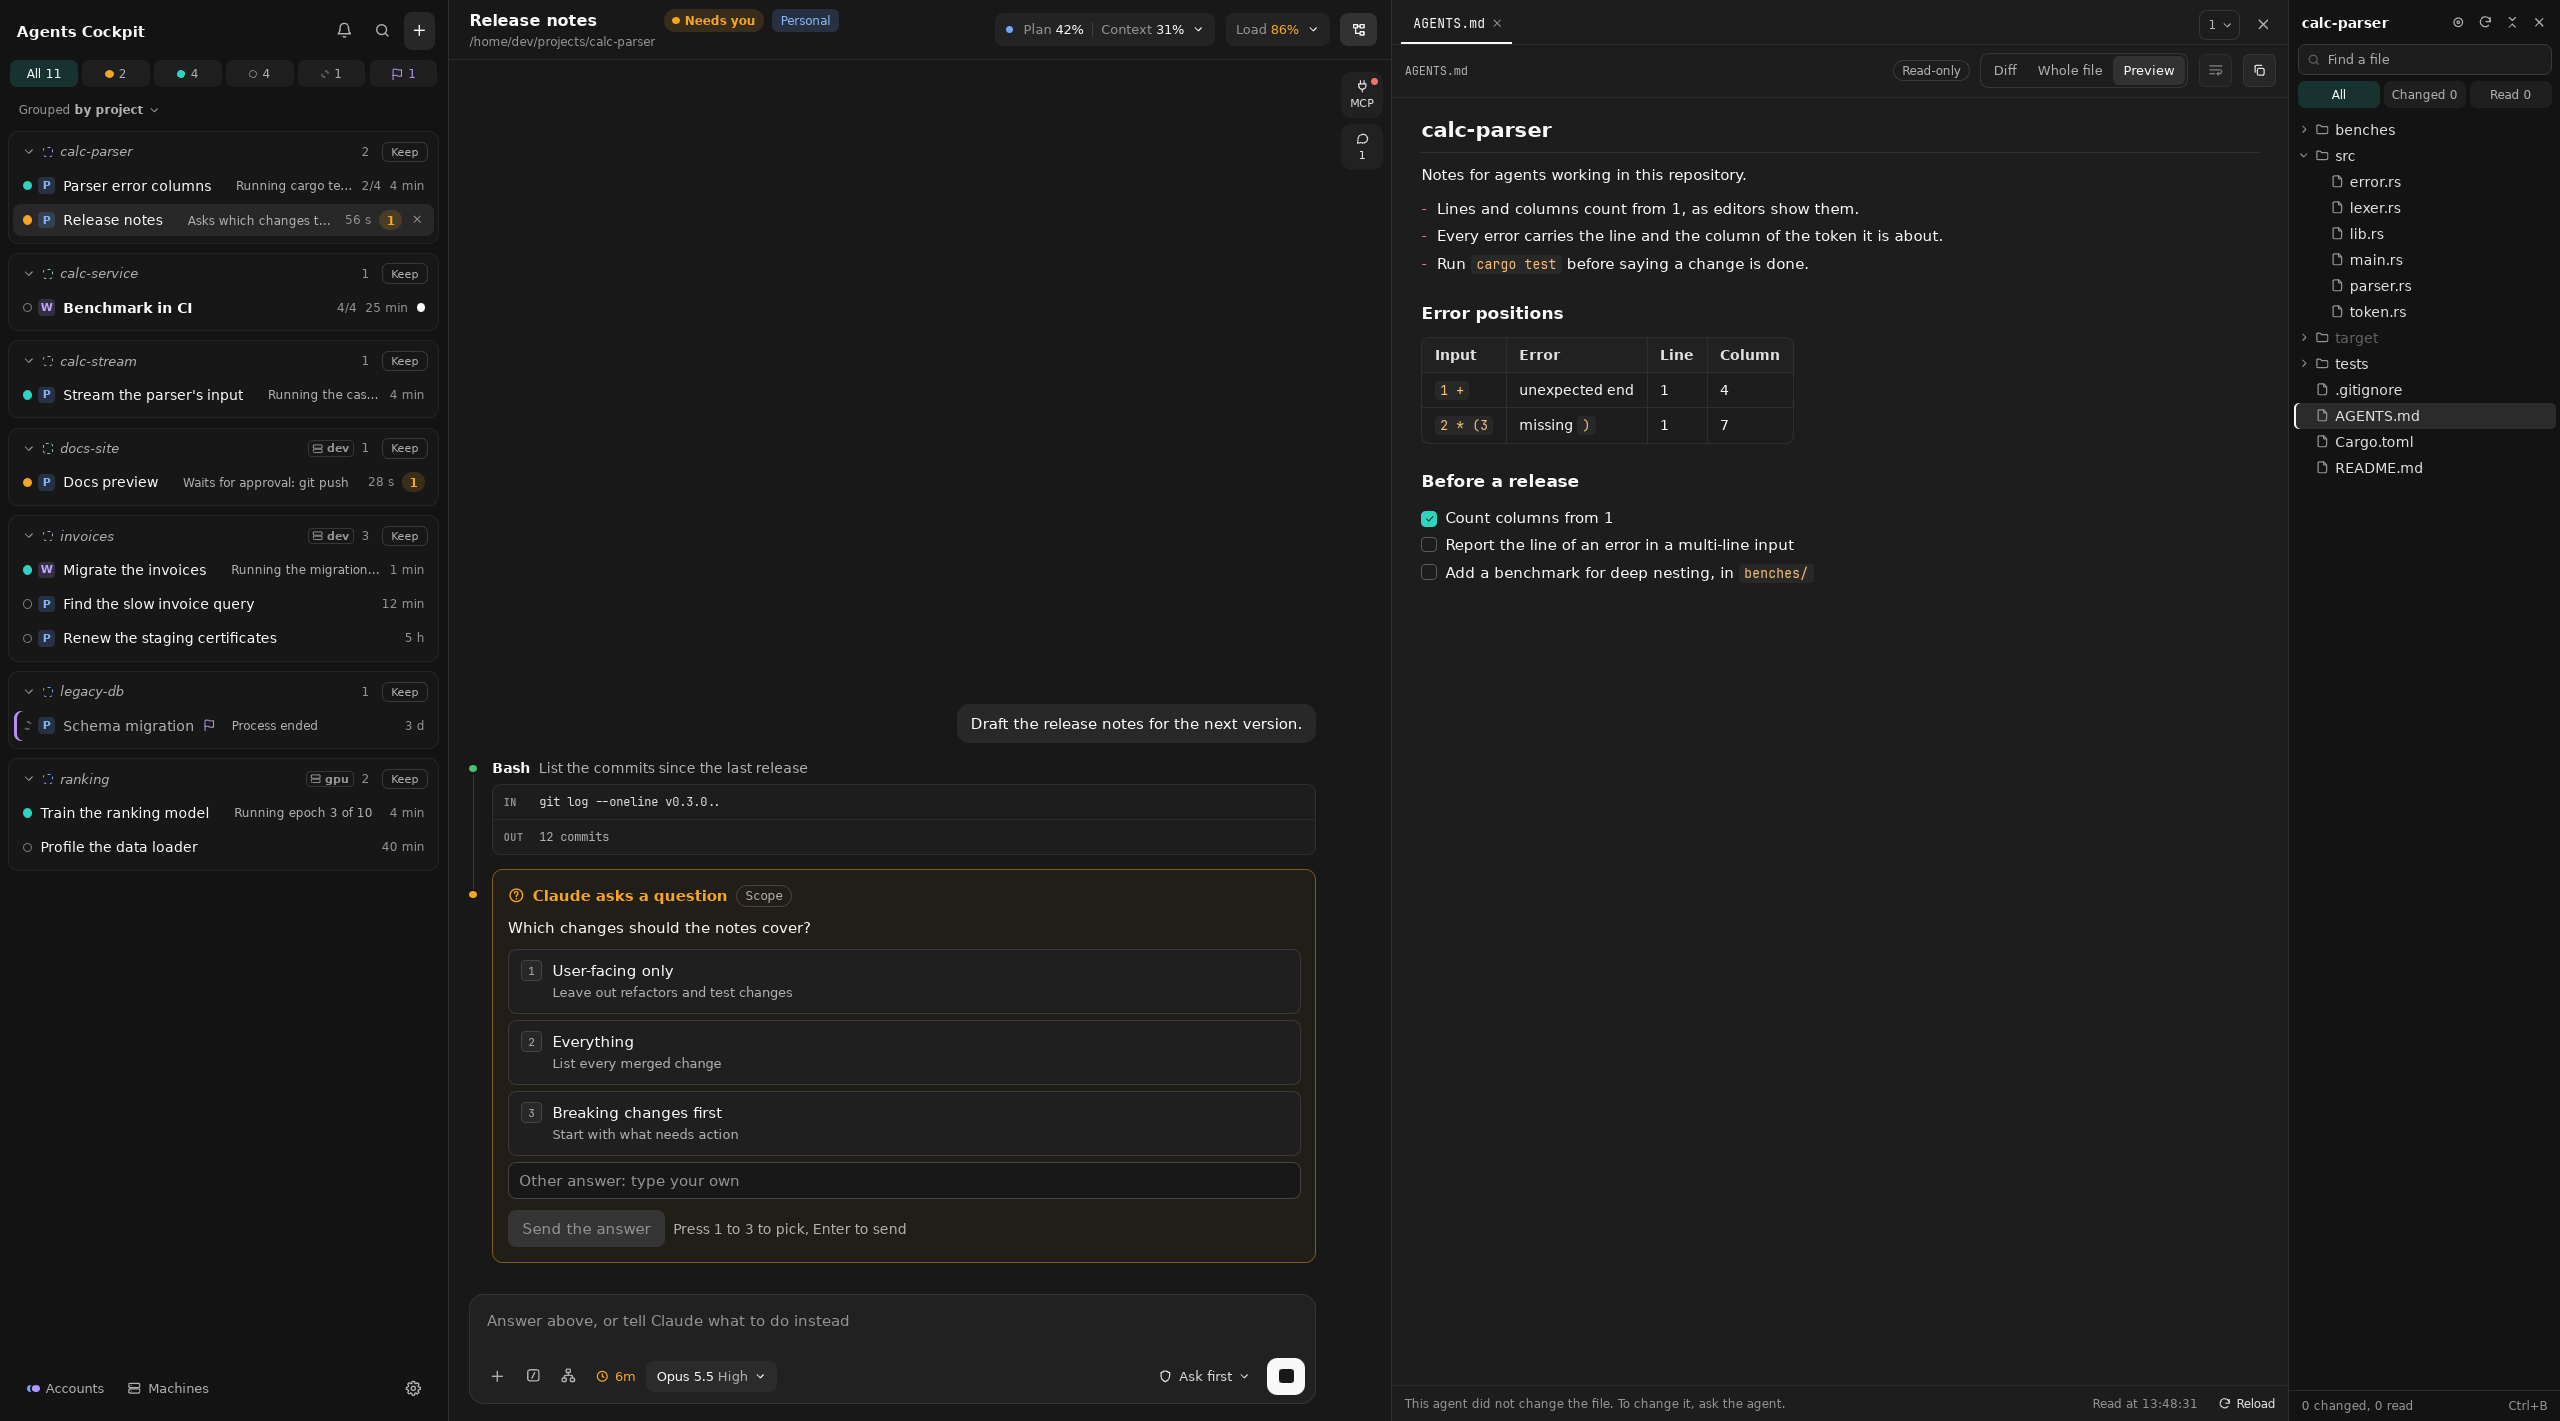 Agents Cockpit
All 11
2
4
4
1
1
Grouped by project
calc-parser 2 Keep
P Parser error columns Running cargo te... 2/4 4 min
P Release notes Asks which changes t... 56 s 1
calc-service 1 Keep
W Benchmark in CI 4/4 25 min
calc-stream 1 Keep
P Stream the parser's input Running the cas... 4 min
docs-site dev 1 Keep
P Docs preview Waits for approval: git push 28 s 1
invoices dev 3 Keep
W Migrate the invoices Running the migration... 1 min
P Find the slow invoice query 12 min
P Renew the staging certificates 5 h
legacy-db 1 Keep
P Schema migration Process ended 3 d
ranking gpu 2 Keep
Train the ranking model Running epoch 3 of 10 4 min
Profile the data loader 40 min
Accounts Machines
Release notes Needs you Personal
/home/dev/projects/calc-parser
Plan 42% Context 31% Load 86%
MCP
1
Draft the release notes for the next version.
Bash List the commits since the last release
IN git log --oneline v0.3.0..
OUT 12 commits
Claude asks a question Scope
Which changes should the notes cover?
1 User-facing only
Leave out refactors and test changes
2 Everything
List every merged change
3 Breaking changes first
Start with what needs action
Other answer: type your own
Send the answer Press 1 to 3 to pick, Enter to send
Answer above, or tell Claude what to do instead
6m Opus 5.5 High Ask first
AGENTS.md 1
AGENTS.md Read-only Diff Whole file Preview
calc-parser
Notes for agents working in this repository.
- Lines and columns count from 1, as editors show them.
- Every error carries the line and the column of the token it is about.
- Run cargo test before saying a change is done.
Error positions
Input Error Line Column
1 + unexpected end 1 4
2 * (3 missing ) 1 7
Before a release
Count columns from 1
Report the line of an error in a multi-line input
Add a benchmark for deep nesting, in benches/
This agent did not change the file. To change it, ask the agent. Read at 13:48:31 Reload
calc-parser
Find a file
All Changed 0 Read 0
benches
src
error.rs
lexer.rs
lib.rs
main.rs
parser.rs
token.rs
target
tests
.gitignore
AGENTS.md
Cargo.toml
README.md
0 changed, 0 read Ctrl+B